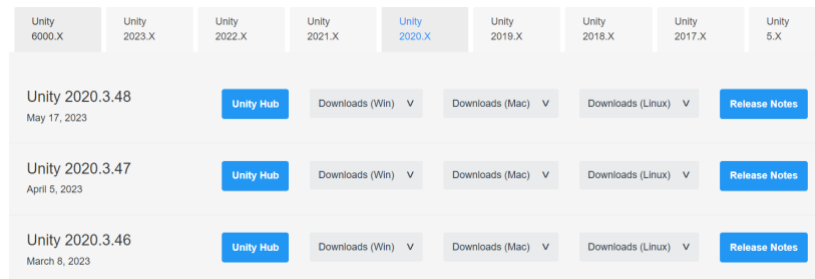 Unity 6000.X
Unity 2023.X
Unity 2022.X
Unity 2021.X
Unity 2020.X
Unity 2019.X
Unity 2018.X
Unity 2017.X
Unity 5.X
Unity 2020.3.48
May 17, 2023
Unity Hub
Downloads (Win) V
Downloads (Mac) V
Downloads (Linux) V
Release Notes
Unity 2020.3.47
April 5, 2023
Unity Hub
Downloads (Win) V
Downloads (Mac) V
Downloads (Linux) V
Release Notes
Unity 2020.3.46
March 8, 2023
Unity Hub
Downloads (Win) V
Downloads (Mac) V
Downloads (Linux) V
Release Notes